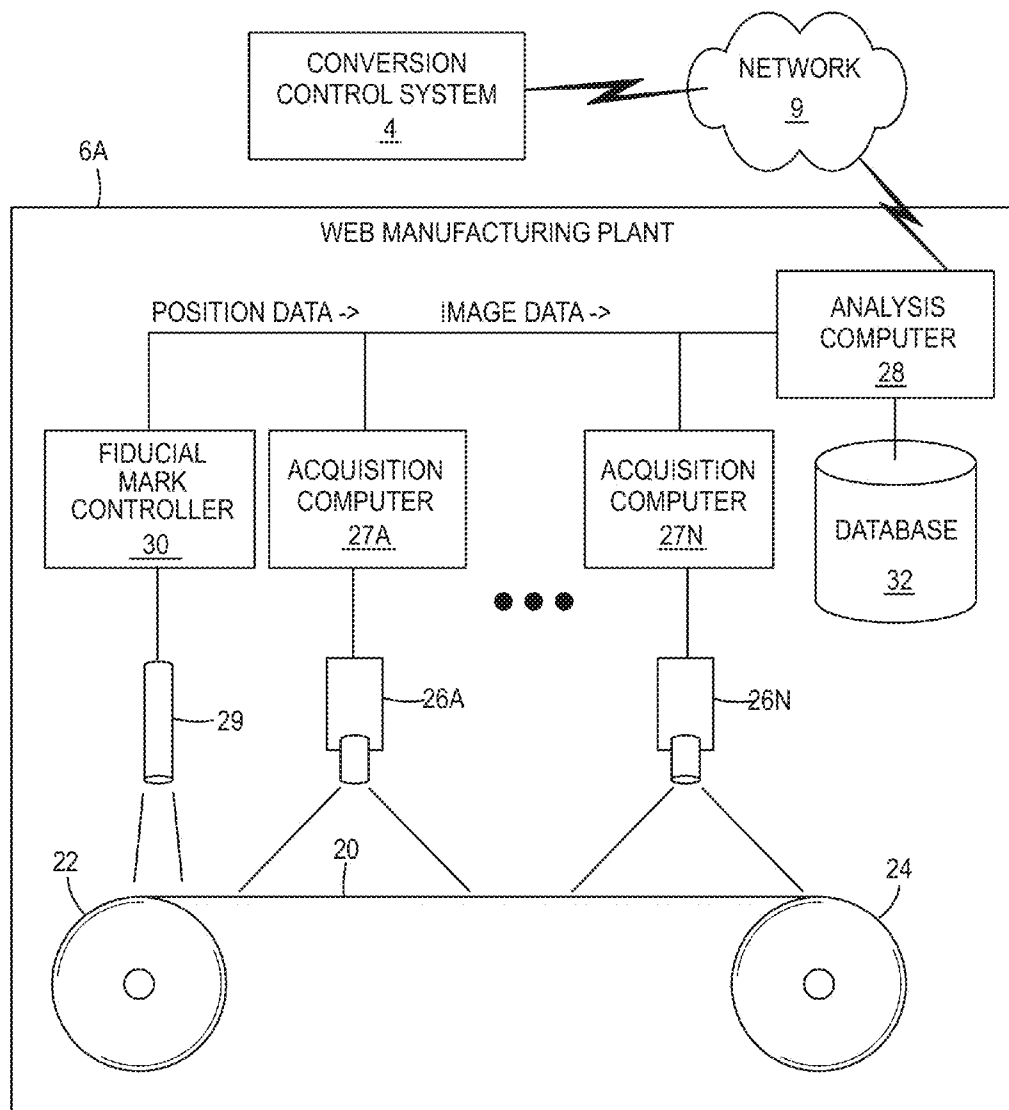 CONVERSION
CONTROL SYSTEM
4
NETWORK
9
6A
WEB MANUFACTURING PLANT
POSITION DATA ->
IMAGE DATA ->
ANALYSIS
COMPUTER
28
FIDUCIAL
MARK
CONTROLLER
30
ACQUISITION
COMPUTER
27A
ACQUISITION
COMPUTER
27N
DATABASE
32
29
26A
26N
22
20
24